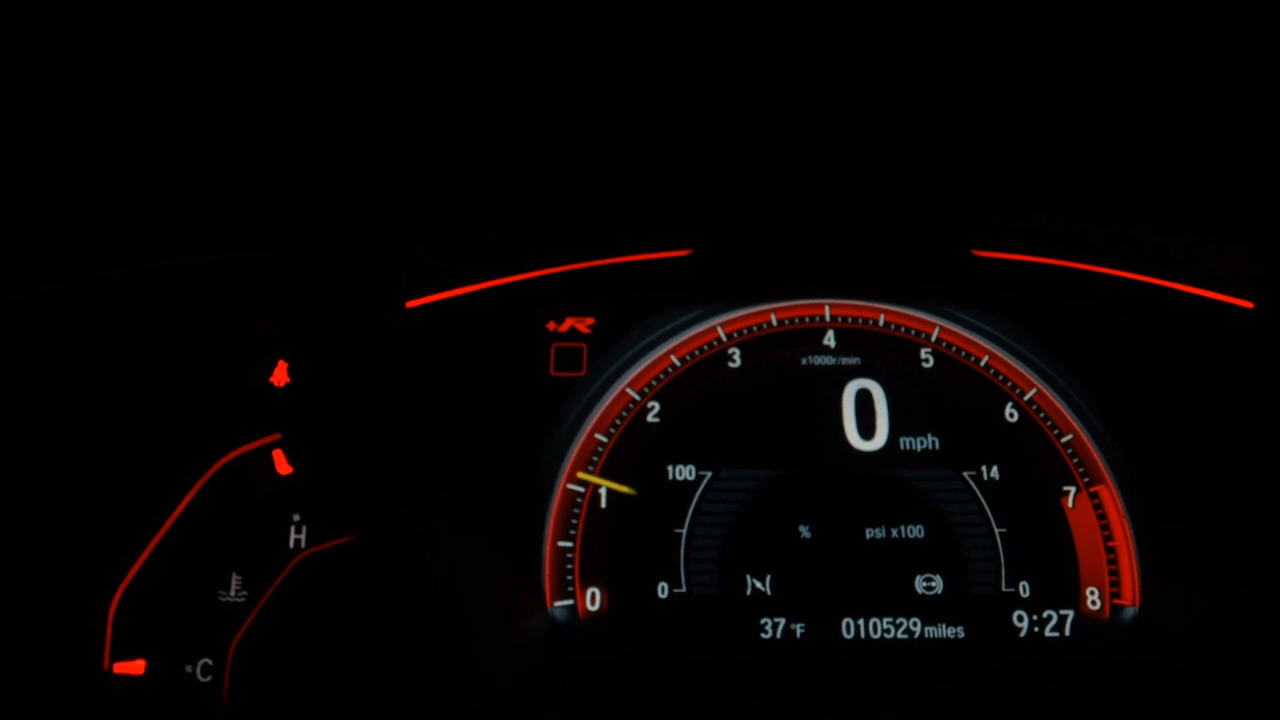 +R
4
3 5
x1000r/min
2 0 6
mph
100 14
1 7
H
% psi x100
0 0
0 8
37 °F 010529 miles 9:27
C